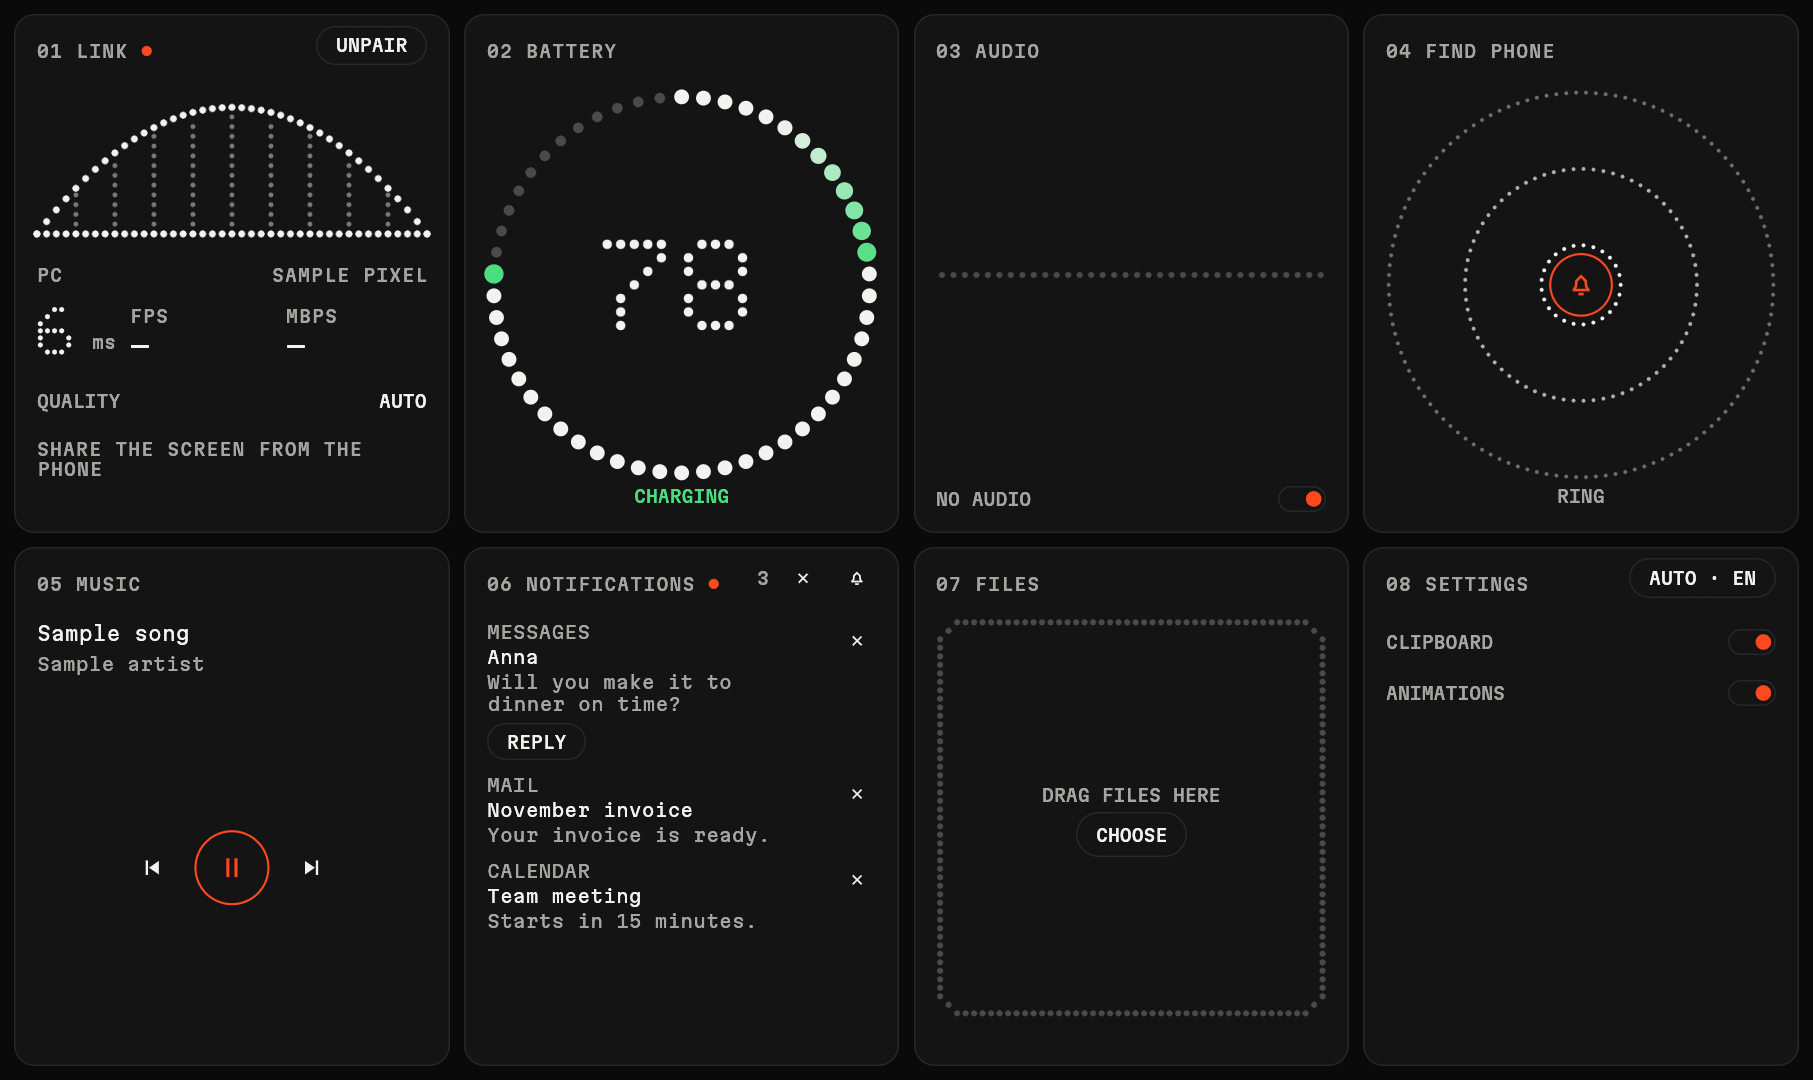 01 LINK
UNPAIR
PC
SAMPLE PIXEL
6 ms
FPS
—
MBPS
—
QUALITY
AUTO
SHARE THE SCREEN FROM THE
PHONE
02 BATTERY
78
CHARGING
03 AUDIO
NO AUDIO
04 FIND PHONE
RING
05 MUSIC
Sample song
Sample artist
06 NOTIFICATIONS
3
MESSAGES
Anna
Will you make it to
dinner on time?
REPLY
MAIL
November invoice
Your invoice is ready.
CALENDAR
Team meeting
Starts in 15 minutes.
07 FILES
DRAG FILES HERE
CHOOSE
08 SETTINGS
AUTO · EN
CLIPBOARD
ANIMATIONS